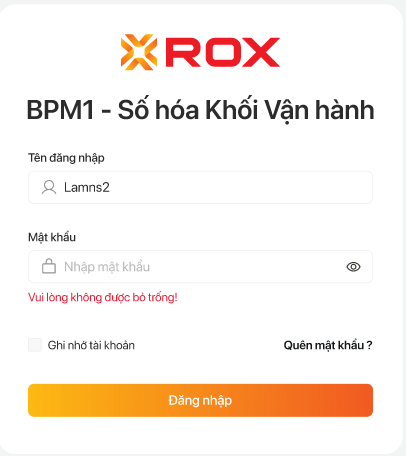 ROX
BPM1 - Số hóa Khối Vận hành
Tên đăng nhập
Lamns2
Mật khẩu
Nhập mật khẩu
Vui lòng không được bỏ trống!
Ghi nhớ tài khoản
Quên mật khẩu ?
Đăng nhập